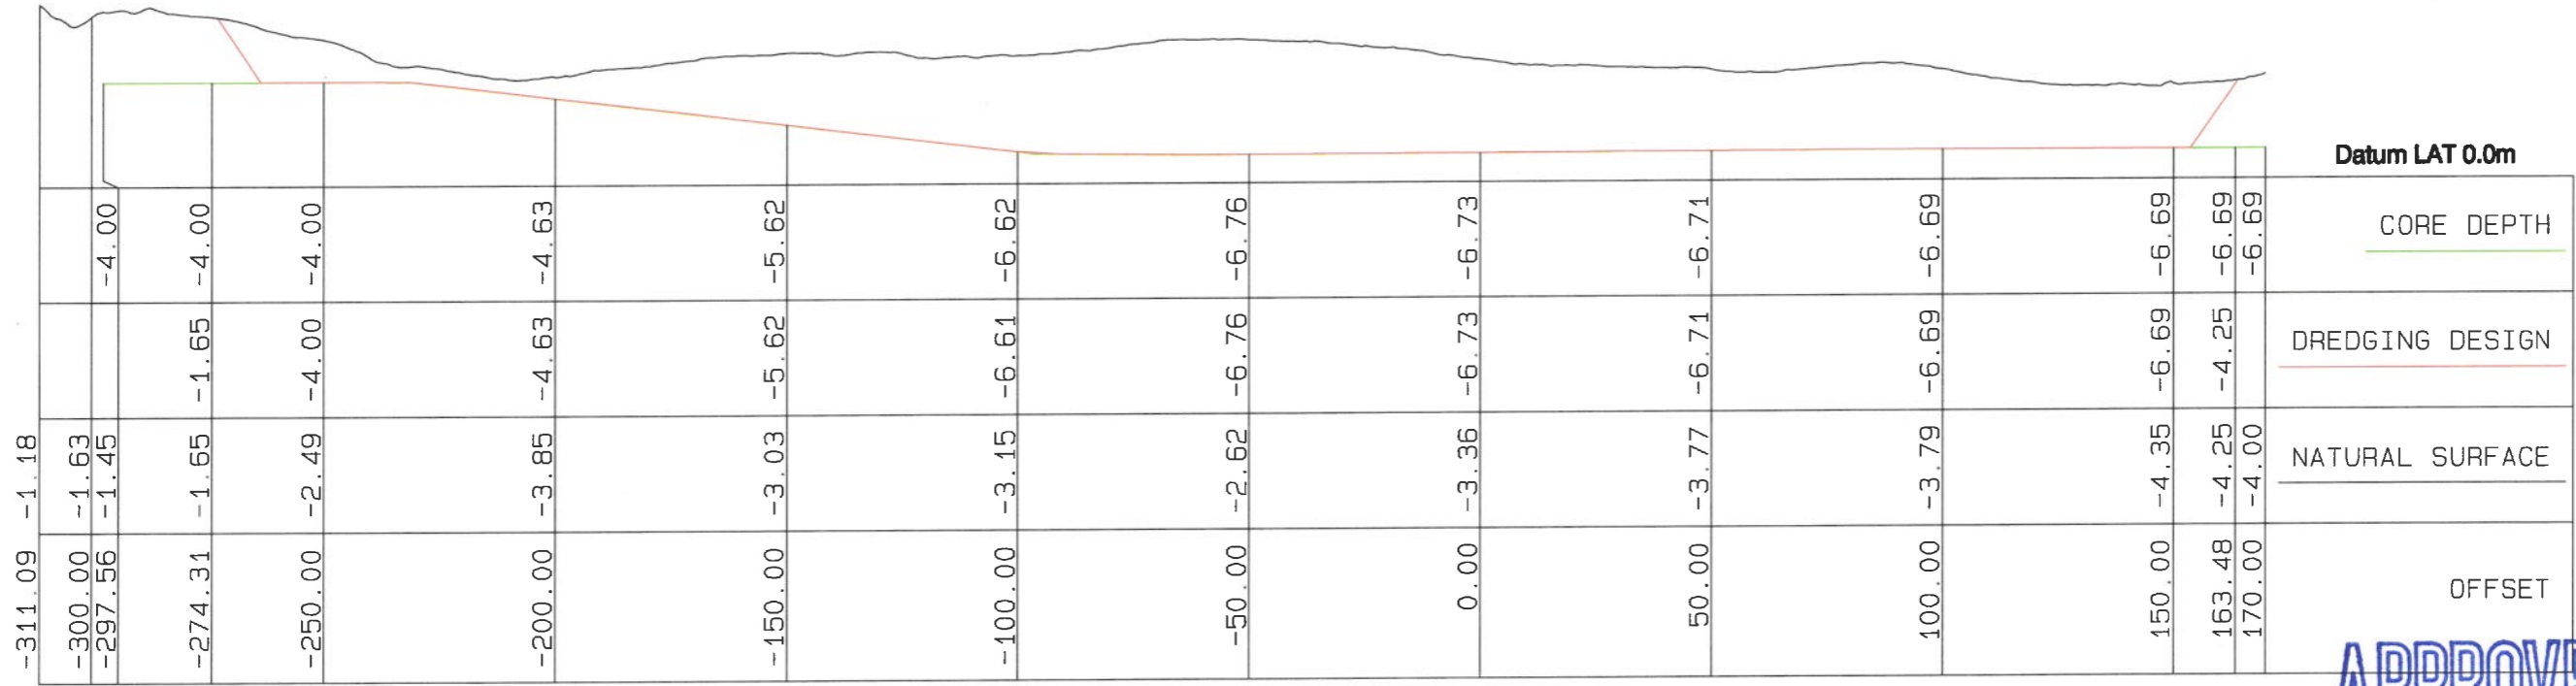 Datum LAT 0.0m
-4.00 -4.00 -4.00 -4.63 -5.62 -6.62 -6.76 -6.73 -6.71 -6.69 -6.69 -6.69 -6.69 CORE DEPTH
-1.65 -4.00 -4.63 -5.62 -6.61 -6.76 -6.73 -6.71 -6.69 -6.69 -4.25 DREDGING DESIGN
-1.18 -1.63 -1.45 -1.65 -2.49 -3.85 -3.03 -3.15 -2.62 -3.36 -3.77 -3.79 -4.35 -4.25 -4.00 NATURAL SURFACE
-311.09 -300.00 -297.56 -274.31 -250.00 -200.00 -150.00 -100.00 -50.00 0.00 50.00 100.00 150.00 163.48 170.00 OFFSET